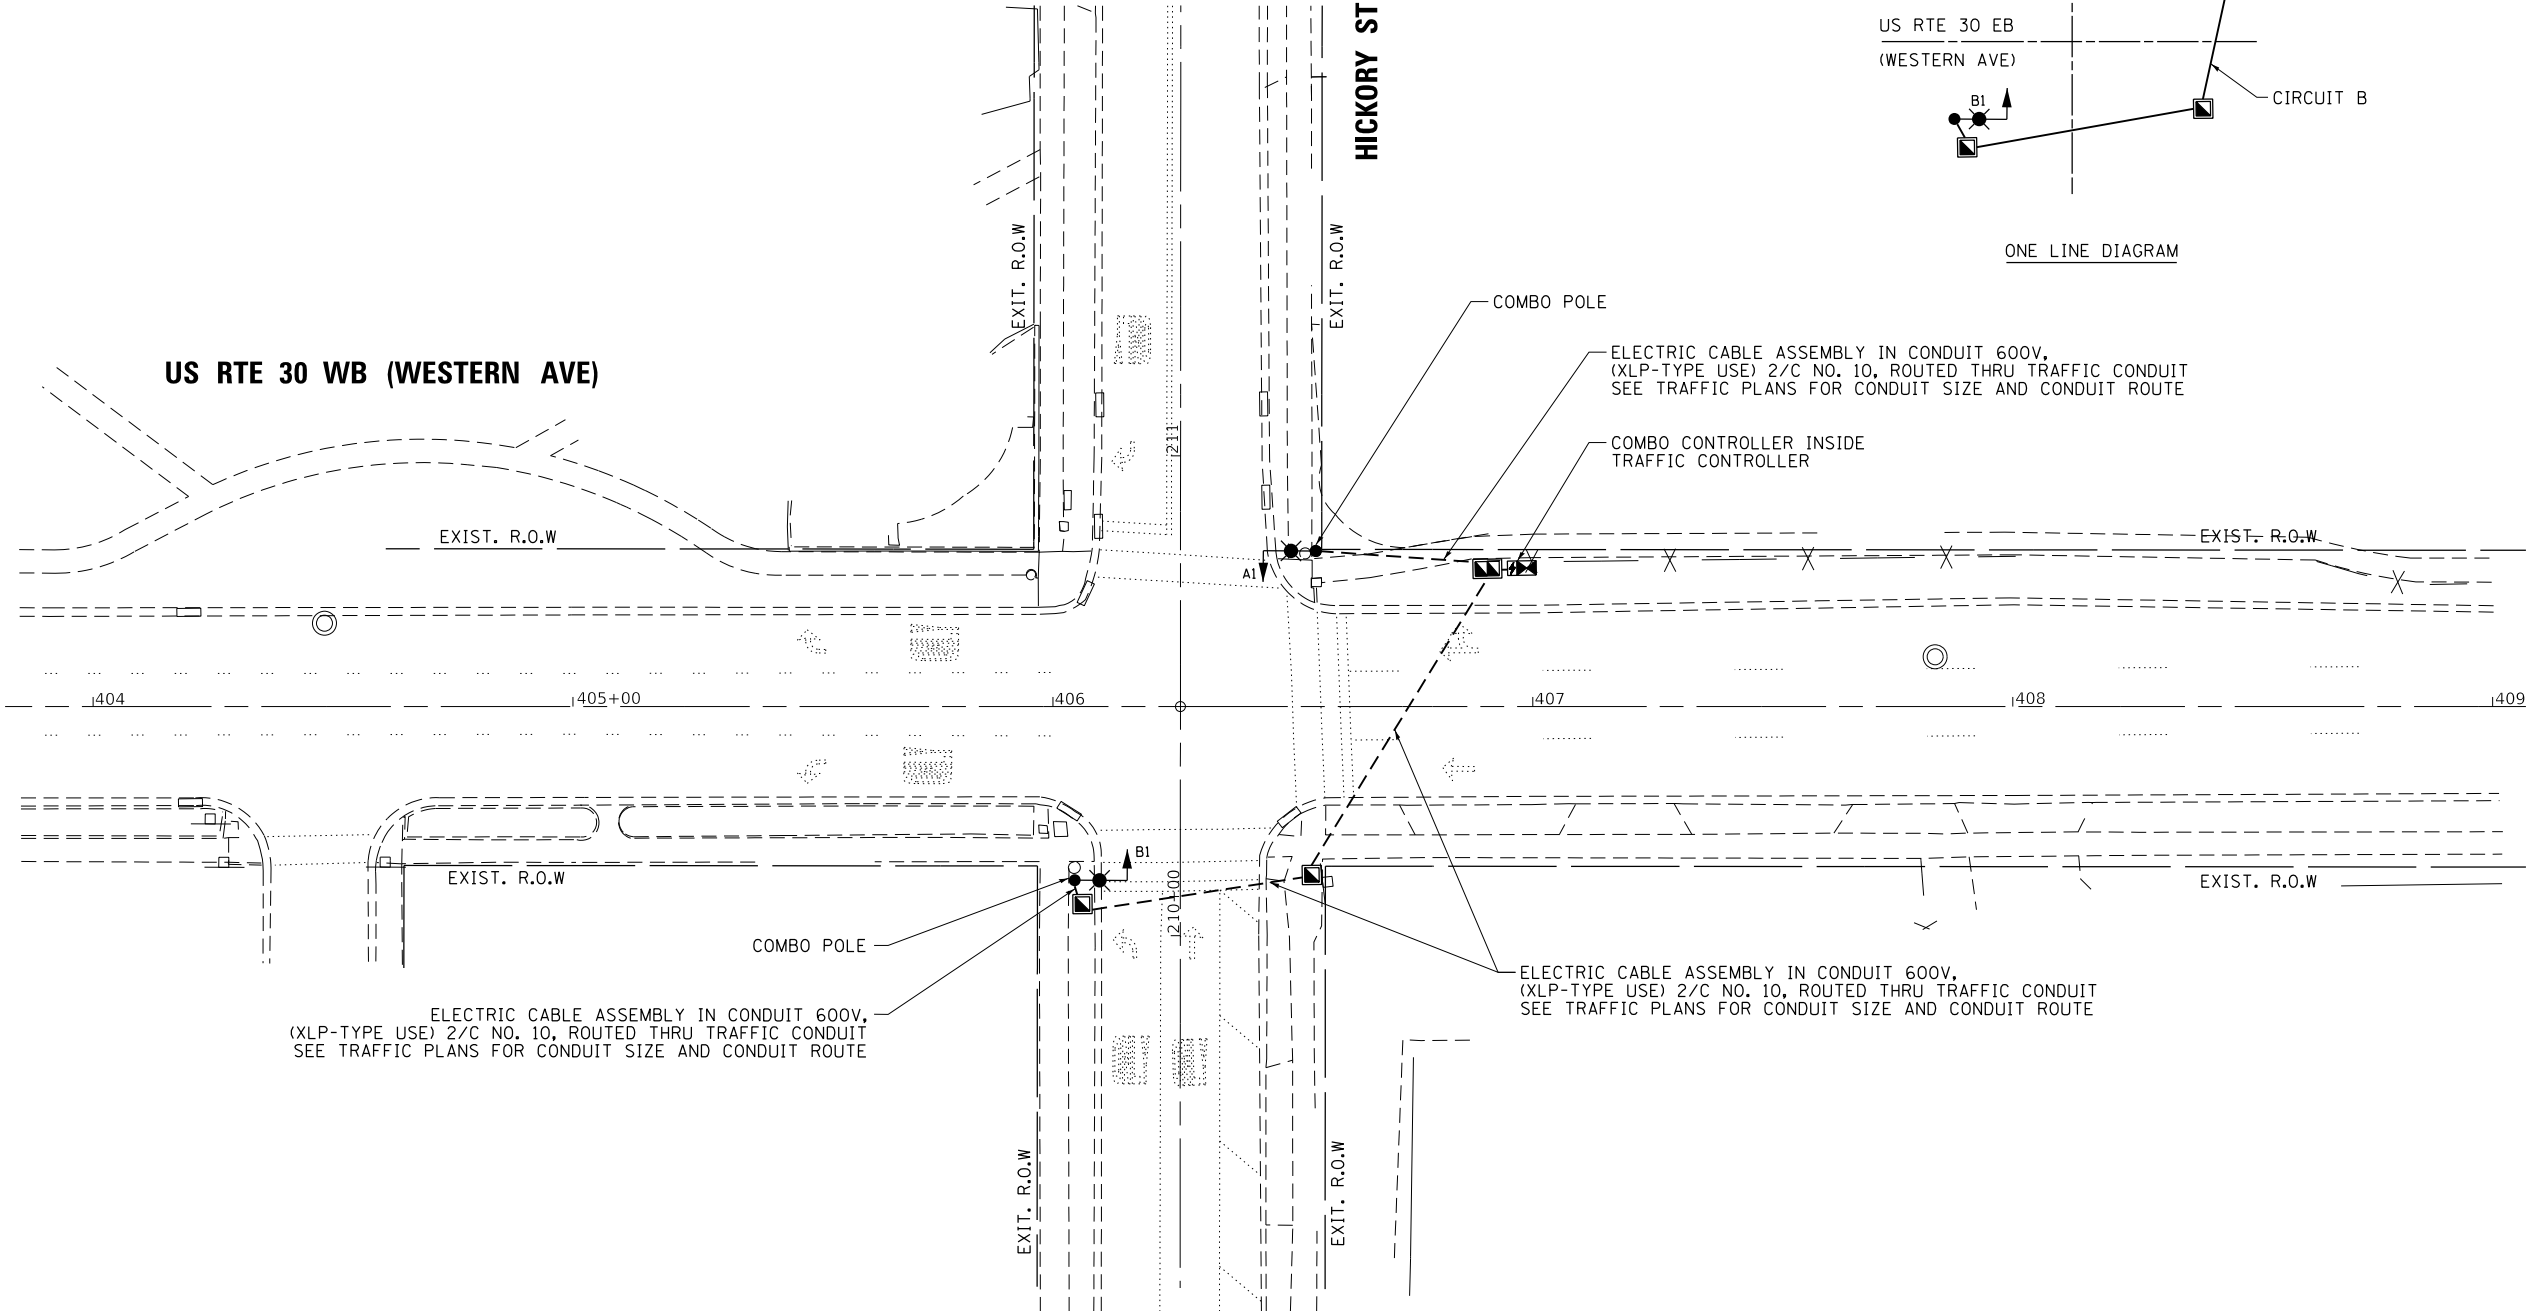 HICKORY ST
US RTE 30 EB
(WESTERN AVE)
B1
CIRCUIT B
ONE LINE DIAGRAM
EXIT. R.O.W
EXIT. R.O.W
COMBO POLE
ELECTRIC CABLE ASSEMBLY IN CONDUIT 600V,
(XLP-TYPE USE) 2/C NO. 10, ROUTED THRU TRAFFIC CONDUIT
SEE TRAFFIC PLANS FOR CONDUIT SIZE AND CONDUIT ROUTE
US RTE 30 WB (WESTERN AVE)
COMBO CONTROLLER INSIDE
TRAFFIC CONTROLLER
211
EXIST. R.O.W
EXIST. R.O.W
A1
404
405+00
406
407
408
409
B1
EXIST. R.O.W
EXIST. R.O.W
210+00
COMBO POLE
ELECTRIC CABLE ASSEMBLY IN CONDUIT 600V,
(XLP-TYPE USE) 2/C NO. 10, ROUTED THRU TRAFFIC CONDUIT
SEE TRAFFIC PLANS FOR CONDUIT SIZE AND CONDUIT ROUTE
ELECTRIC CABLE ASSEMBLY IN CONDUIT 600V,
(XLP-TYPE USE) 2/C NO. 10, ROUTED THRU TRAFFIC CONDUIT
SEE TRAFFIC PLANS FOR CONDUIT SIZE AND CONDUIT ROUTE
EXIT. R.O.W
EXIT. R.O.W